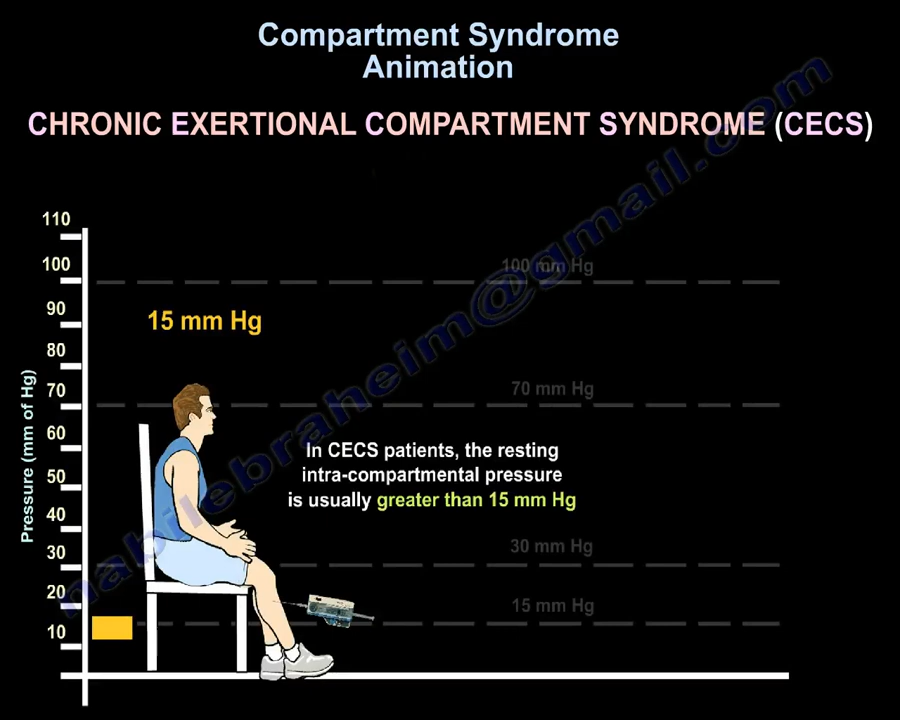 Compartment Syndrome
Animation
CHRONIC EXERTIONAL COMPARTMENT SYNDROME (CECS)
110
100
100 mm Hg
90
15 mm Hg
80
70
70 mm Hg
60
In CECS patients, the resting
intra-compartmental pressure
is usually greater than 15 mm Hg
50
40
30
30 mm Hg
20
15 mm Hg
10
Pressure (mm of Hg)
nabilebraheim@gmail.com